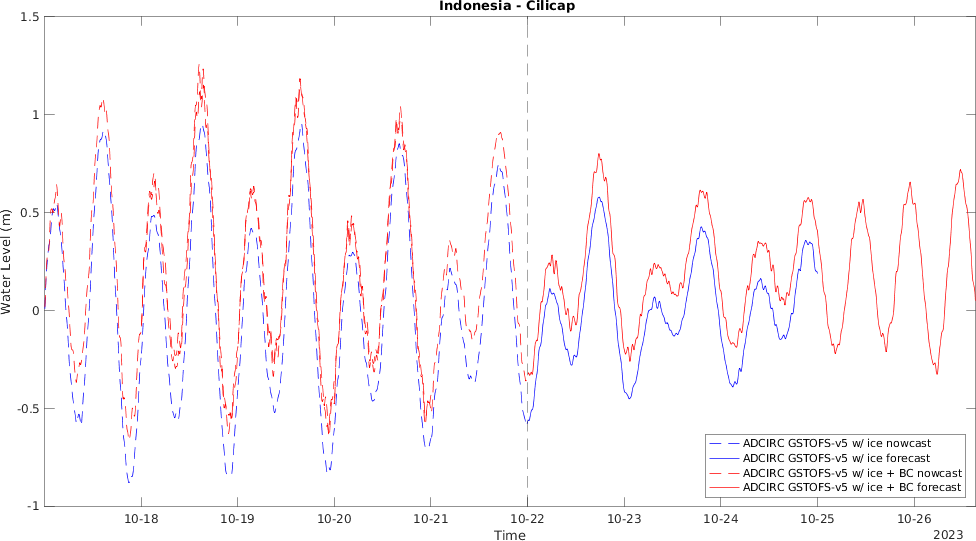 Indonesia - Cilicap
Water Level (m)
1.5
1
0.5
0
-0.5
-1
10-18 10-19 10-20 10-21 10-22 10-23 10-24 10-25 10-26
Time
2023
ADCIRC GSTOFS-v5 w/ ice nowcast
ADCIRC GSTOFS-v5 w/ ice forecast
ADCIRC GSTOFS-v5 w/ ice + BC nowcast
ADCIRC GSTOFS-v5 w/ ice + BC forecast